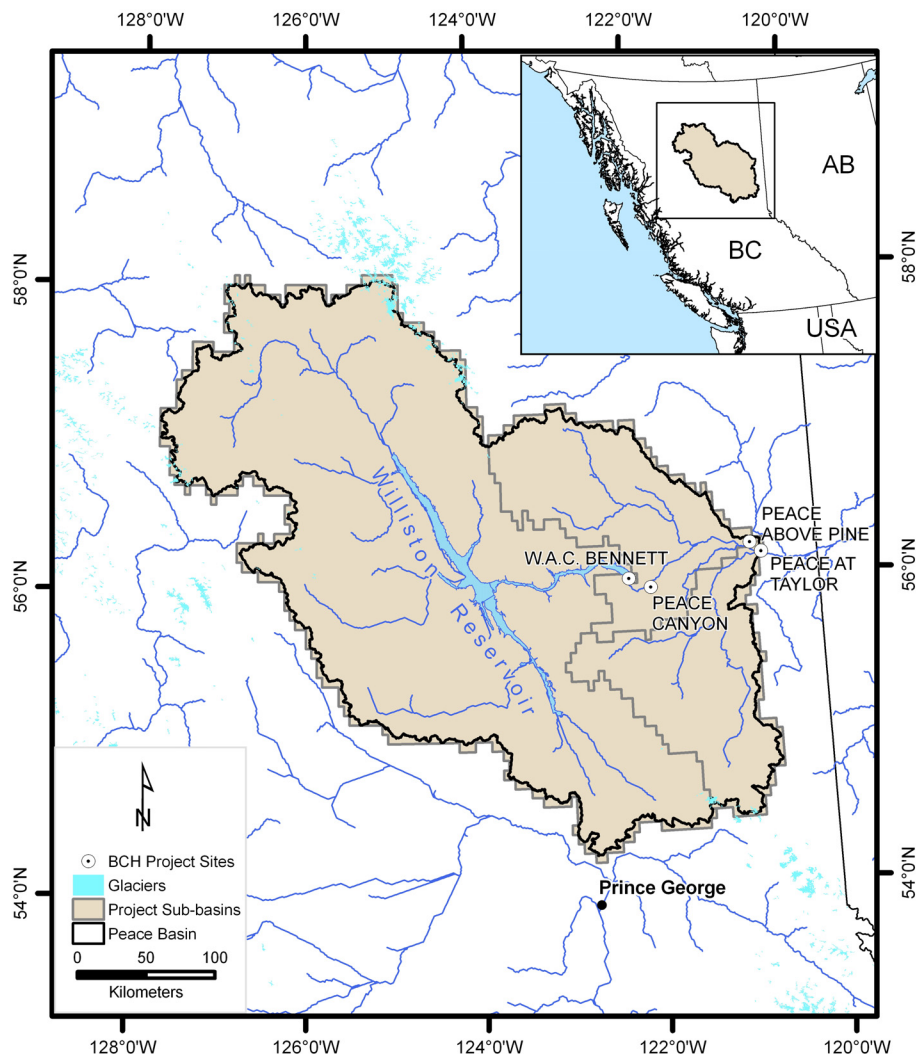 128°0'W
126°0'W
124°0'W
122°0'W
120°0'W
58°0'N
56°0'N
54°0'N
58°0'N
56°0'N
54°0'N
AB
BC
USA
Williston
Reservoir
W.A.C. BENNETT
PEACE
CANYON
PEACE
ABOVE PINE
PEACE AT
TAYLOR
Prince George
N
BCH Project Sites
Glaciers
Project Sub-basins
Peace Basin
0 50 100
Kilometers
128°0'W
126°0'W
124°0'W
122°0'W
120°0'W